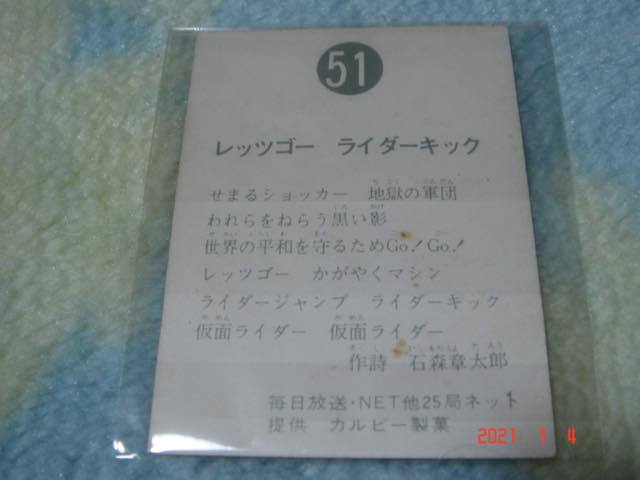 51
レッツゴー　ライダーキック
せまるショッカー　地獄の軍団
われらをねらう黒い影
世界の平和を守るためGo.!Go.!
レッツゴー　かがやくマシン
ライダージャンプ　ライダーキック
仮面ライダー　仮面ライダー
作詩　石森章太郎
毎日放送・NET他25局ネット
提供　カルビー製菓
2021 1 4